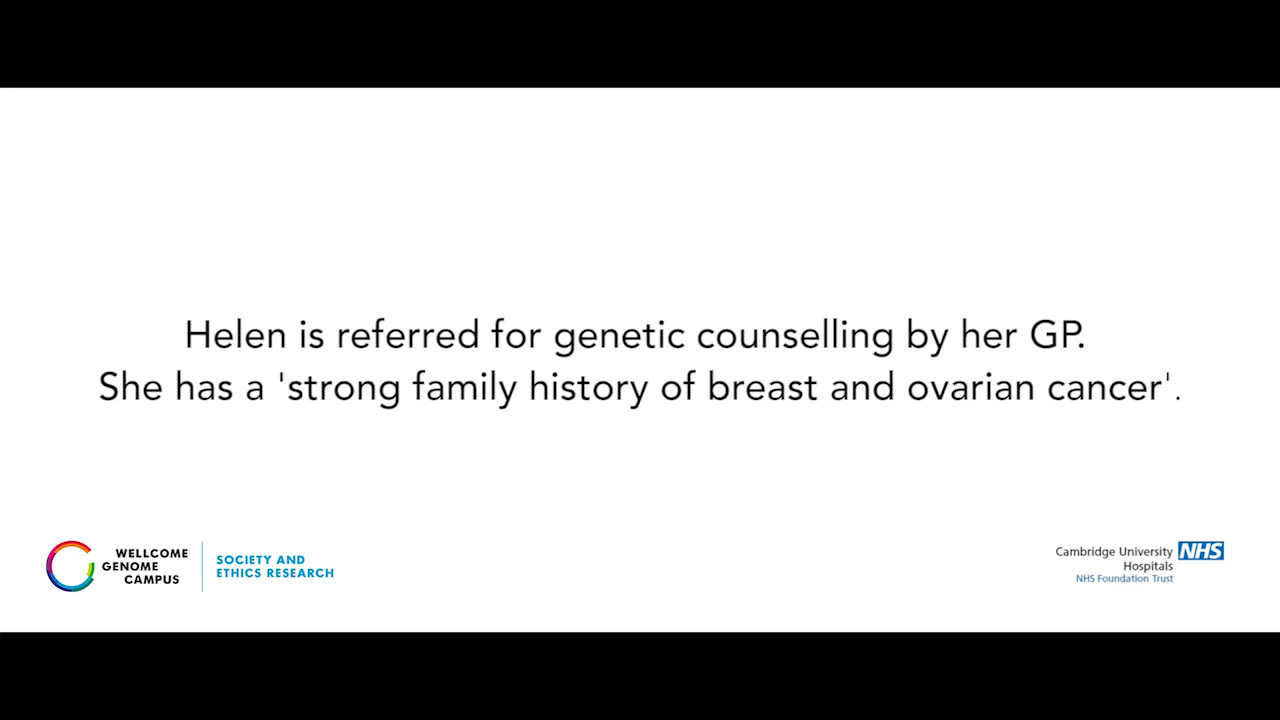 Helen is referred for genetic counselling by her GP.
She has a 'strong family history of breast and ovarian cancer'.
WELLCOME
GENOME
CAMPUS
SOCIETY AND
ETHICS RESEARCH
Cambridge University
Hospitals
NHS Foundation Trust
NHS